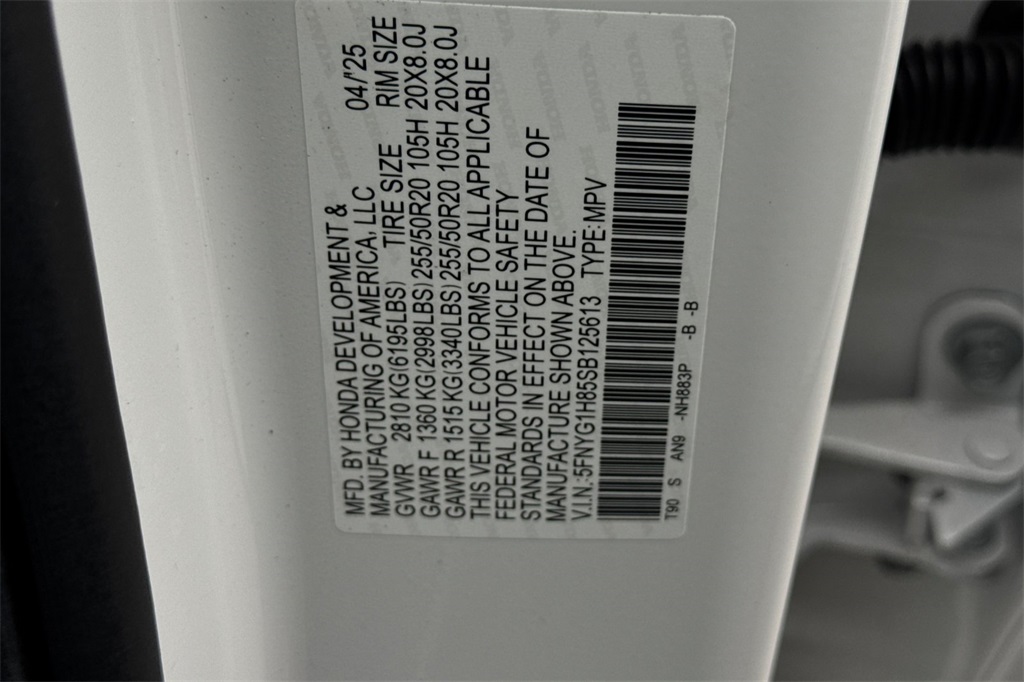 MFD. BY HONDA DEVELOPMENT & 04/'25
MANUFACTURING OF AMERICA, LLC
GVWR 2810 KG(6195LBS) TIRE SIZE RIM SIZE
GAWR F 1360 KG(2998LBS) 255/50R20 105H 20X8.0J
GAWR R 1515 KG(3340LBS) 255/50R20 105H 20X8.0J
THIS VEHICLE CONFORMS TO ALL APPLICABLE
FEDERAL MOTOR VEHICLE SAFETY
STANDARDS IN EFFECT ON THE DATE OF
MANUFACTURE SHOWN ABOVE.
V.I.N.:5FNYG1H85SB125613 TYPE:MPV
T90 S AN9 -NH883P -B -B